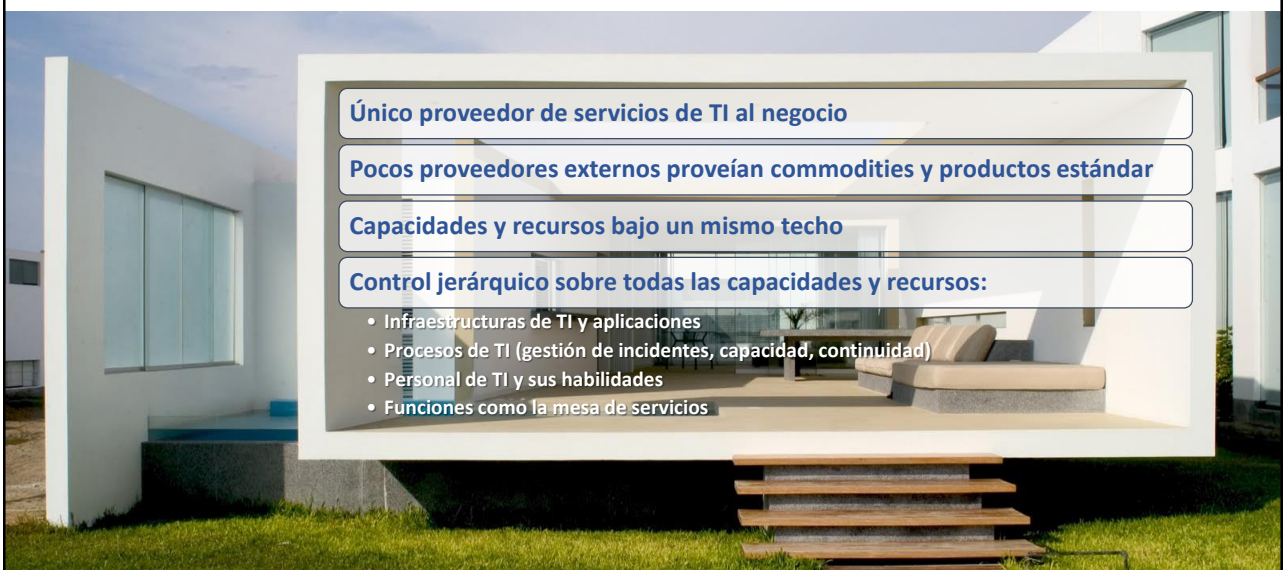 Único proveedor de servicios de TI al negocio
Pocos proveedores externos proveían commodities y productos estándar
Capacidades y recursos bajo un mismo techo
Control jerárquico sobre todas las capacidades y recursos:
• Infraestructuras de TI y aplicaciones
• Procesos de TI (gestión de incidentes, capacidad, continuidad)
• Personal de TI y sus habilidades
• Funciones como la mesa de servicios